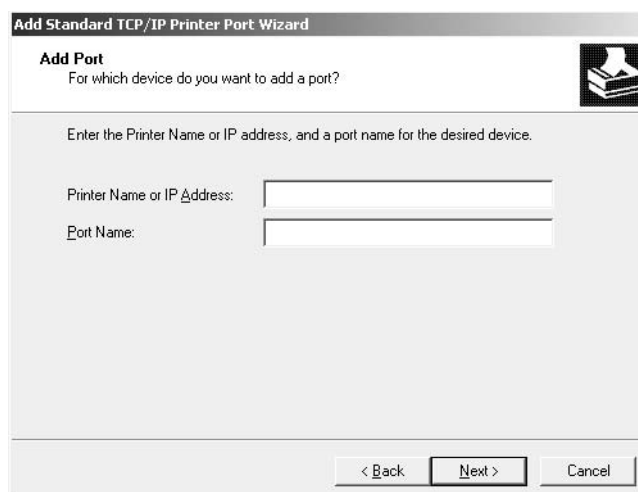 Add Standard TCP/IP Printer Port Wizard
Add Port
For which device do you want to add a port?
Enter the Printer Name or IP address, and a port name for the desired device.
Printer Name or IP Address:
Port Name:
< Back
Next >
Cancel